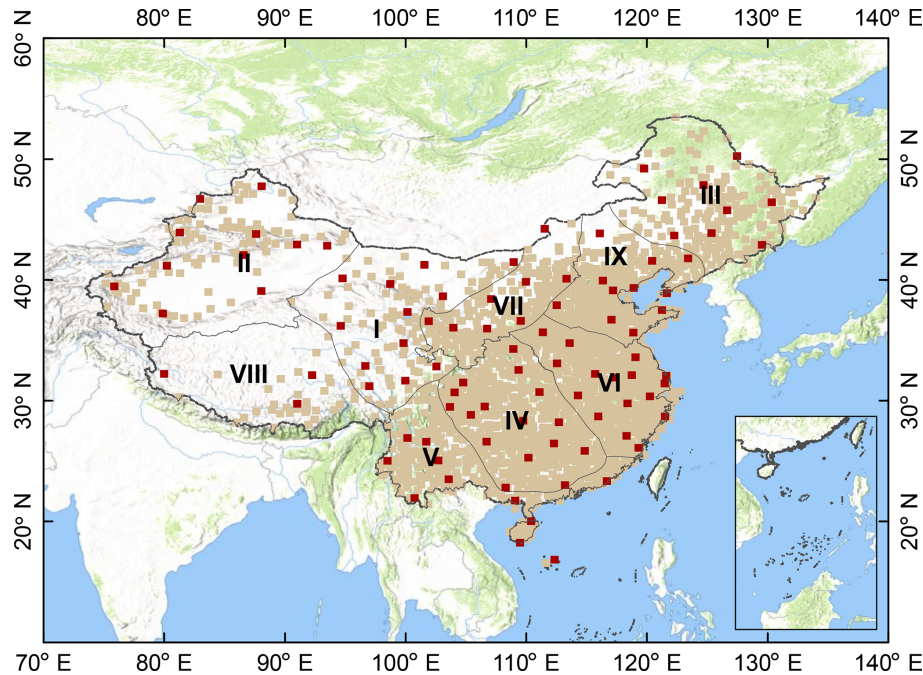 80° E 90° E 100° E 110° E 120° E 130° E 140° E
60° N
50° N
40° N
30° N
20° N
III
IX
II
VII
I
VIII
VI
IV
V
70° E 80° E 90° E 100° E 110° E 120° E 130° E 140° E
50° N
40° N
30° N
20° N